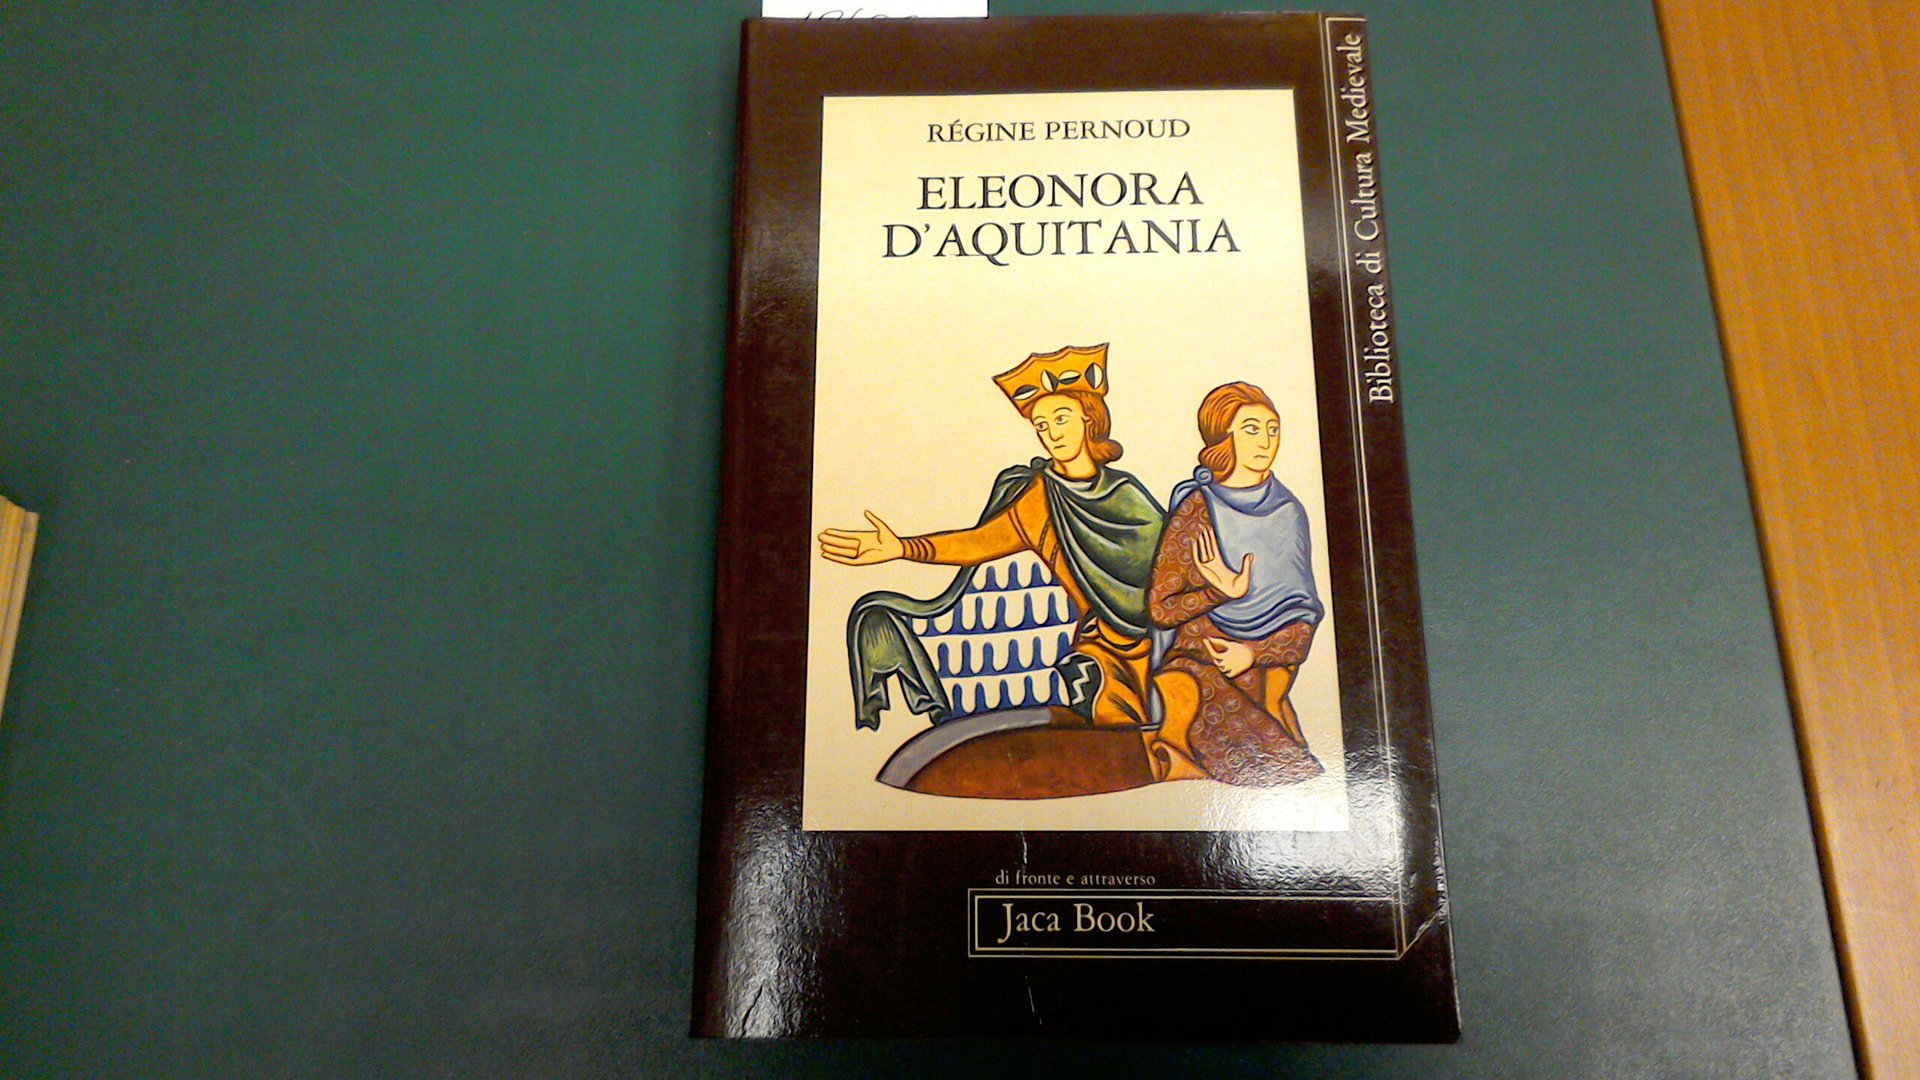 RÉGINE PERNOUD
ELEONORA
D'AQUITANIA
Biblioteca di Cultura Medievale
di fronte e attraverso
Jaca Book